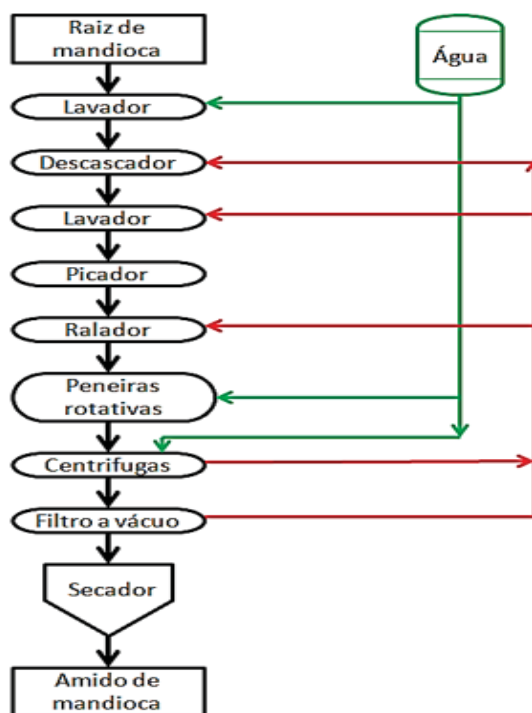 Raiz de
mandioca
Água
Lavador
Descascador
Lavador
Picador
Ralador
Peneiras
rotativas
Centrifugas
Filtro a vácuo
Secador
Amido de
mandioca